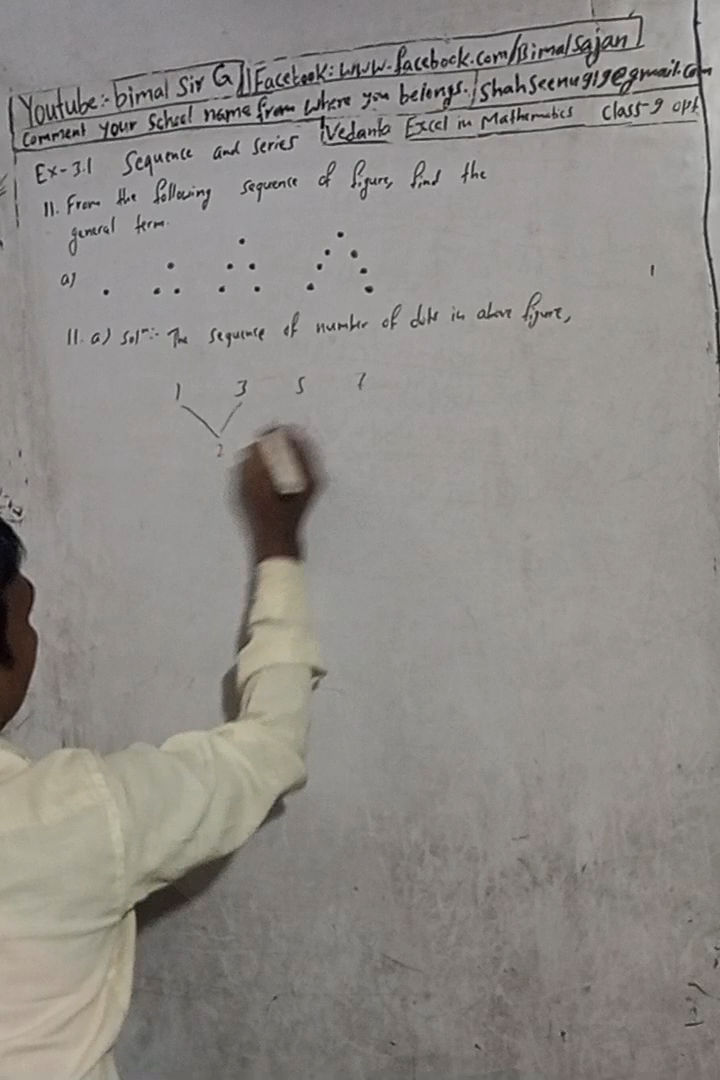 Youtube:- bimal Sir G || Facebook: www.facebook.com/Bimalsajan
Comment your School name from where you belongs. | Shahseenu919@gmail.com
Ex-3.1 Sequence and series Vedanta Excel in Mathematics Class-9 opt
11. From the following sequence of figure, find the
general term.
a)
11. a) Solⁿ:- The sequence of number of dots in above figure,
1 3 5 7
2